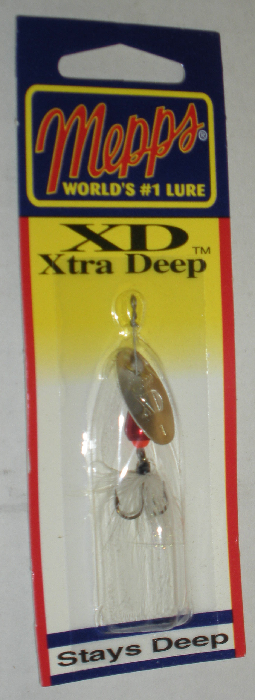 Mepps®
WORLD'S #1 LURE
XD™
Xtra Deep
Stays Deep